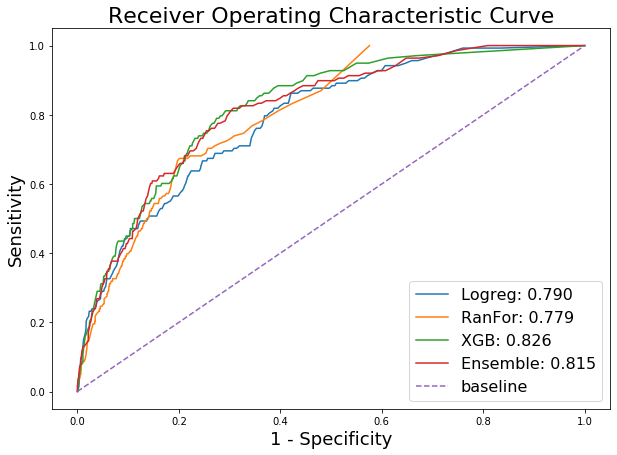 Receiver Operating Characteristic Curve
1.0
0.8
0.6
0.4
0.2
0.0
Sensitivity
Logreg: 0.790
RanFor: 0.779
XGB: 0.826
Ensemble: 0.815
baseline
0.0 0.2 0.4 0.6 0.8 1.0
1 - Specificity